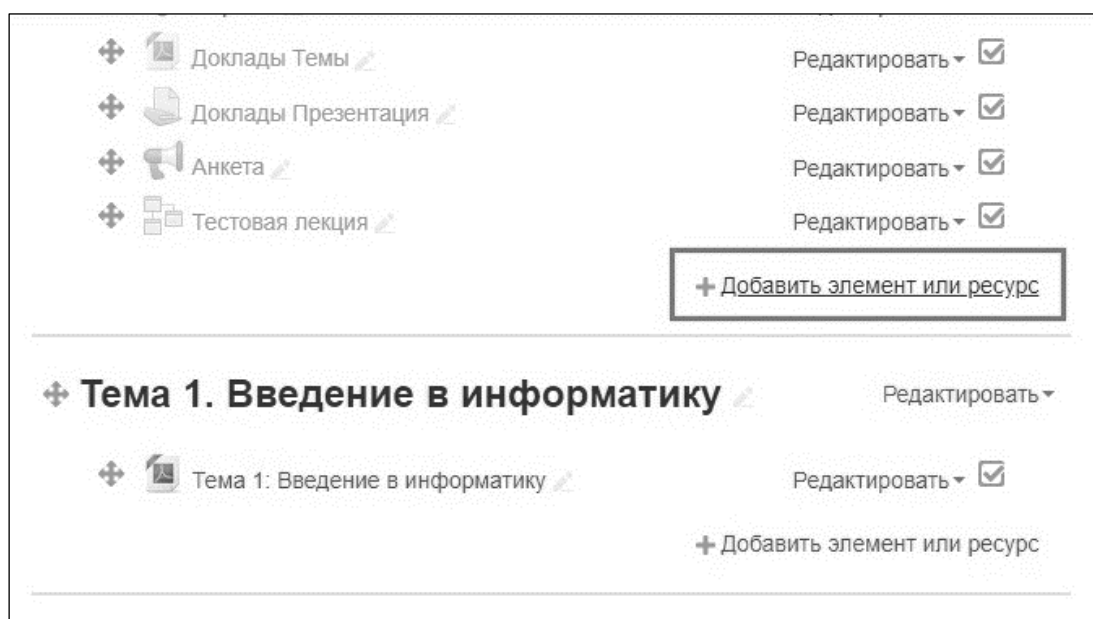 Доклады Темы Редактировать
Доклады Презентация Редактировать
Анкета Редактировать
Тестовая лекция Редактировать
Добавить элемент или ресурс
Тема 1. Введение в информатику Редактировать
Тема 1: Введение в информатику Редактировать
Добавить элемент или ресурс